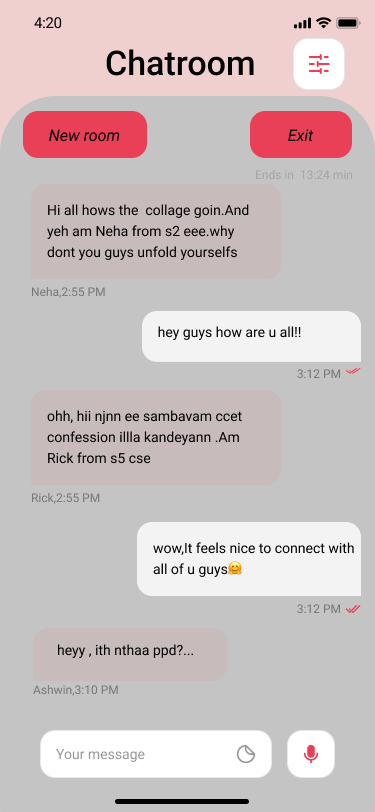 4:20
Chatroom
New room
Exit
Ends in  13:24 min
Hi all hows the  collage goin.And
yeh am Neha from s2 eee.why
dont you guys unfold yourselfs
Neha,2:55 PM
hey guys how are u all!!
3:12 PM
ohh, hii njnn ee sambavam ccet
confession illla kandeyann .Am
Rick from s5 cse
Rick,2:55 PM
wow,It feels nice to connect with
all of u guys🤗
3:12 PM
heyy , ith nthaa ppd?...
Ashwin,3:10 PM
Your message